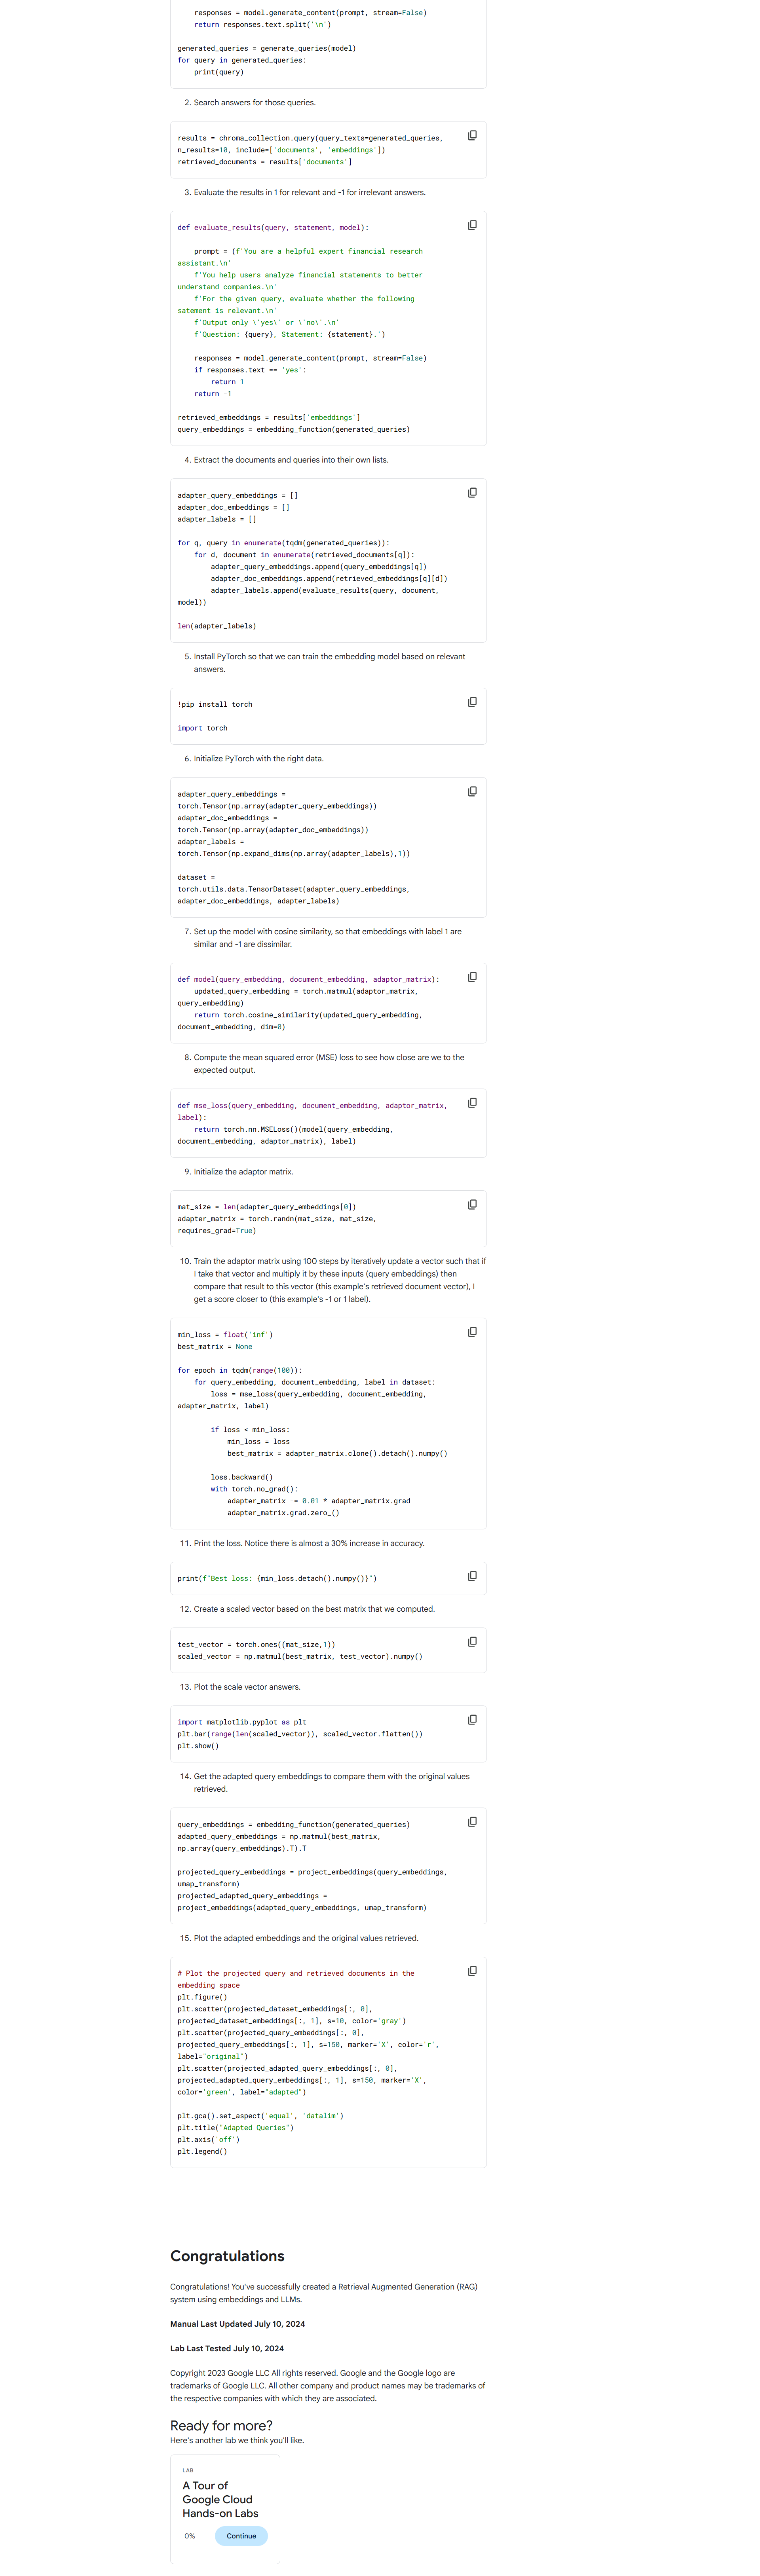 responses = model.generate_content(prompt, stream=False)
    return responses.text.split('\n')
generated_queries = generate_queries(model)
for query in generated_queries:
    print(query)
2. Search answers for those queries.
results = chroma_collection.query(query_texts=generated_queries,
n_results=10, include=['documents', 'embeddings'])
retrieved_documents = results['documents']
3. Evaluate the results in 1 for relevant and -1 for irrelevant answers.
def evaluate_results(query, statement, model):
    prompt = (f'You are a helpful expert financial research
assistant.\n'
    f'You help users analyze financial statements to better
understand companies.\n'
    f'For the given query, evaluate whether the following
satement is relevant.\n'
    f'Output only \'yes\' or \'no\'.\n'
    f'Question: {query}, Statement: {statement}.')
    responses = model.generate_content(prompt, stream=False)
    if responses.text == 'yes':
        return 1
    return -1
retrieved_embeddings = results['embeddings']
query_embeddings = embedding_function(generated_queries)
4. Extract the documents and queries into their own lists.
adapter_query_embeddings = []
adapter_doc_embeddings = []
adapter_labels = []
for q, query in enumerate(tqdm(generated_queries)):
    for d, document in enumerate(retrieved_documents[q]):
        adapter_query_embeddings.append(query_embeddings[q])
        adapter_doc_embeddings.append(retrieved_embeddings[q][d])
        adapter_labels.append(evaluate_results(query, document,
model))
len(adapter_labels)
5. Install PyTorch so that we can train the embedding model based on relevant
answers.
!pip install torch
import torch
6. Initialize PyTorch with the right data.
adapter_query_embeddings =
torch.Tensor(np.array(adapter_query_embeddings))
adapter_doc_embeddings =
torch.Tensor(np.array(adapter_doc_embeddings))
adapter_labels =
torch.Tensor(np.expand_dims(np.array(adapter_labels),1))
dataset =
torch.utils.data.TensorDataset(adapter_query_embeddings,
adapter_doc_embeddings, adapter_labels)
7. Set up the model with cosine similarity, so that embeddings with label 1 are
similar and -1 are dissimilar.
def model(query_embedding, document_embedding, adaptor_matrix):
    updated_query_embedding = torch.matmul(adaptor_matrix,
query_embedding)
    return torch.cosine_similarity(updated_query_embedding,
document_embedding, dim=0)
8. Compute the mean squared error (MSE) loss to see how close are we to the
expected output.
def mse_loss(query_embedding, document_embedding, adaptor_matrix,
label):
    return torch.nn.MSELoss()(model(query_embedding,
document_embedding, adaptor_matrix), label)
9. Initialize the adaptor matrix.
mat_size = len(adapter_query_embeddings[0])
adapter_matrix = torch.randn(mat_size, mat_size,
requires_grad=True)
10. Train the adaptor matrix using 100 steps by iteratively update a vector such that if
I take that vector and multiply it by these inputs (query embeddings) then
compare that result to this vector (this example's retrieved document vector), I
get a score closer to (this example's -1 or 1 label).
min_loss = float('inf')
best_matrix = None
for epoch in tqdm(range(100)):
    for query_embedding, document_embedding, label in dataset:
        loss = mse_loss(query_embedding, document_embedding,
adapter_matrix, label)
        if loss < min_loss:
            min_loss = loss
            best_matrix = adapter_matrix.clone().detach().numpy()
        loss.backward()
        with torch.no_grad():
            adapter_matrix -= 0.01 * adapter_matrix.grad
            adapter_matrix.grad.zero_()
11. Print the loss. Notice there is almost a 30% increase in accuracy.
print(f"Best loss: {min_loss.detach().numpy()}")
12. Create a scaled vector based on the best matrix that we computed.
test_vector = torch.ones((mat_size,1))
scaled_vector = np.matmul(best_matrix, test_vector).numpy()
13. Plot the scale vector answers.
import matplotlib.pyplot as plt
plt.bar(range(len(scaled_vector)), scaled_vector.flatten())
plt.show()
14. Get the adapted query embeddings to compare them with the original values
retrieved.
query_embeddings = embedding_function(generated_queries)
adapted_query_embeddings = np.matmul(best_matrix,
np.array(query_embeddings).T).T
projected_query_embeddings = project_embeddings(query_embeddings,
umap_transform)
projected_adapted_query_embeddings =
project_embeddings(adapted_query_embeddings, umap_transform)
15. Plot the adapted embeddings and the original values retrieved.
# Plot the projected query and retrieved documents in the
embedding space
plt.figure()
plt.scatter(projected_dataset_embeddings[:, 0],
projected_dataset_embeddings[:, 1], s=10, color='gray')
plt.scatter(projected_query_embeddings[:, 0],
projected_query_embeddings[:, 1], s=150, marker='X', color='r',
label="original")
plt.scatter(projected_adapted_query_embeddings[:, 0],
projected_adapted_query_embeddings[:, 1], s=150, marker='X',
color='green', label="adapted")
plt.gca().set_aspect('equal', 'datalim')
plt.title("Adapted Queries")
plt.axis('off')
plt.legend()
Congratulations
Congratulations! You've successfully created a Retrieval Augmented Generation (RAG)
system using embeddings and LLMs.
Manual Last Updated July 10, 2024
Lab Last Tested July 10, 2024
Copyright 2023 Google LLC All rights reserved. Google and the Google logo are
trademarks of Google LLC. All other company and product names may be trademarks of
the respective companies with which they are associated.
Ready for more?
Here's another lab we think you'll like.
LAB
A Tour of
Google Cloud
Hands-on Labs
0%
Continue